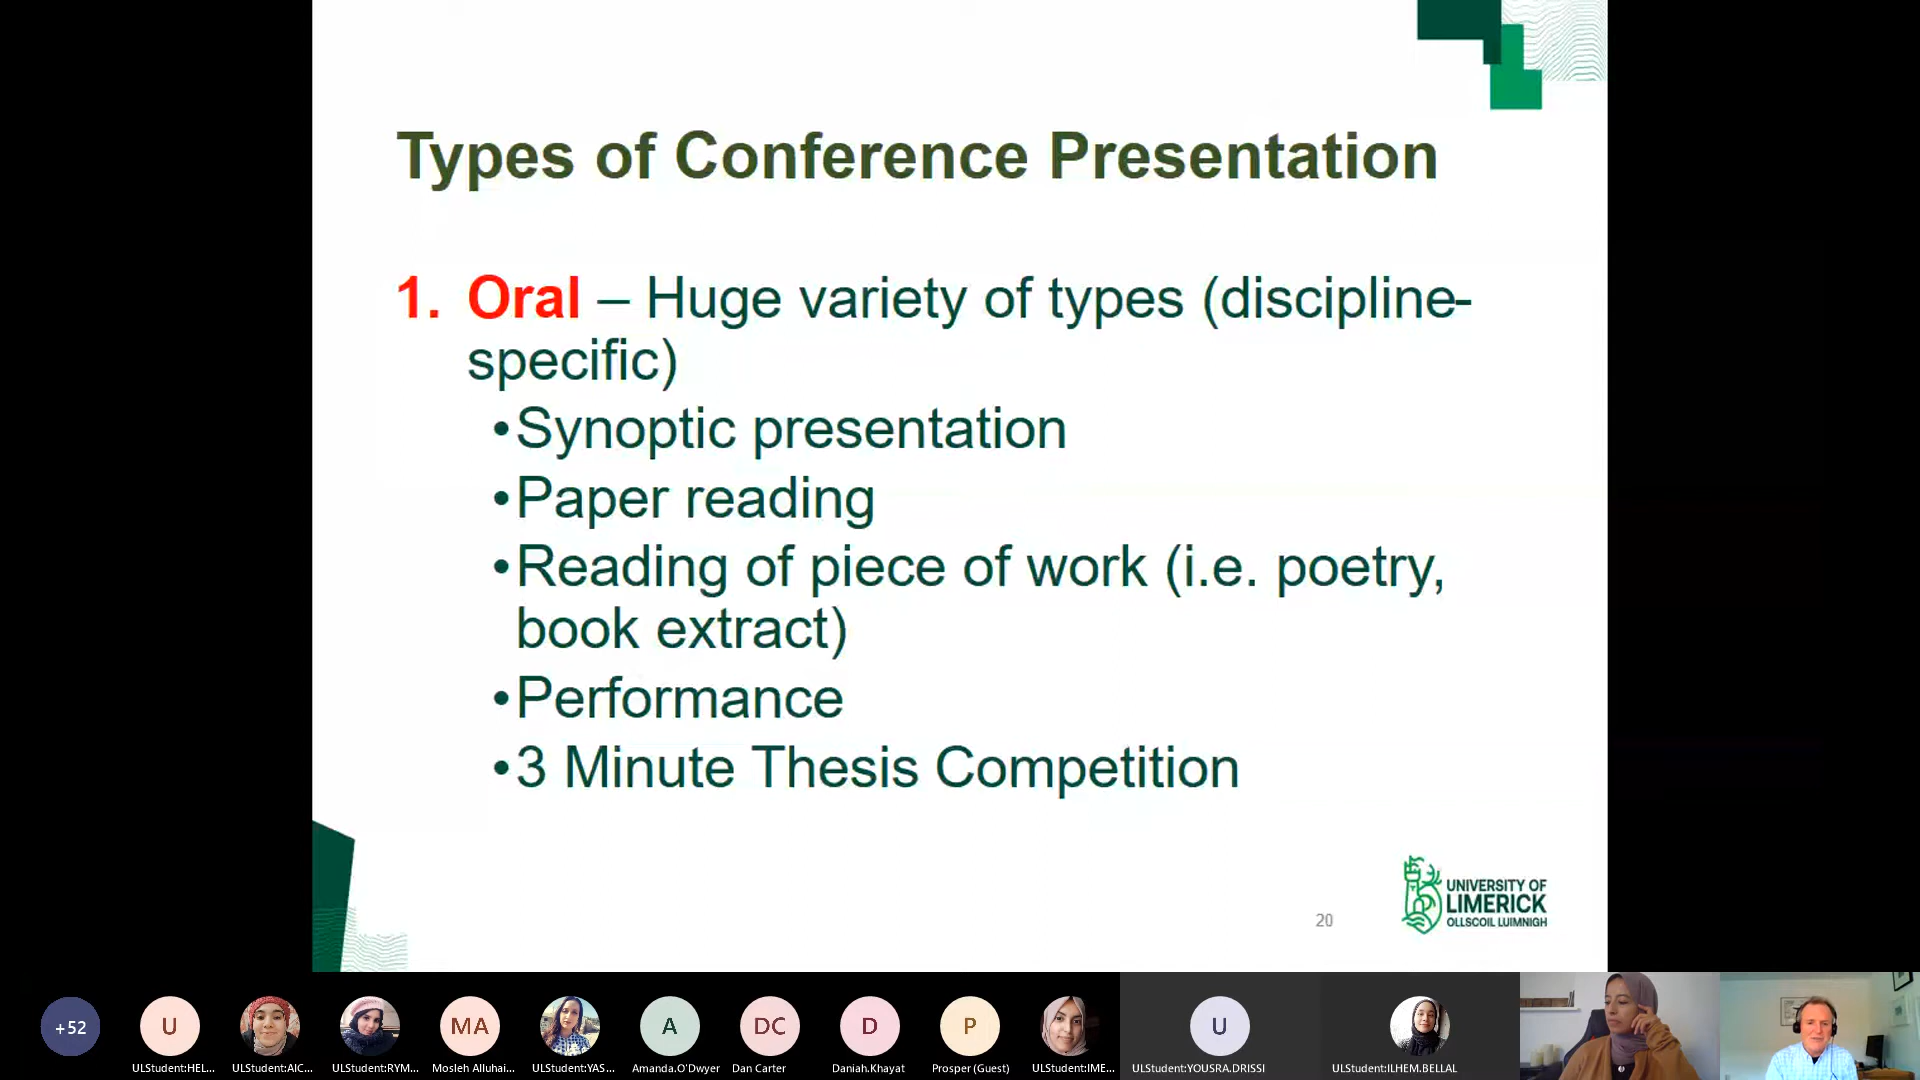 Types of Conference Presentation
1. Oral – Huge variety of types (discipline-
specific)
•Synoptic presentation
•Paper reading
•Reading of piece of work (i.e. poetry,
book extract)
•Performance
•3 Minute Thesis Competition
20
UNIVERSITY OF
LIMERICK
OLLSCOIL LUIMNIGH
+52
U
MA
A
DC
D
P
U
ULStudent:HEL...
ULStudent:AIC...
ULStudent:RYM...
Mosleh Alluhai...
ULStudent:YAS...
Amanda.O'Dwyer
Dan Carter
Daniah.Khayat
Prosper (Guest)
ULStudent:IME...
ULStudent:YOUSRA.DRISSI
ULStudent:ILHEM.BELLAL